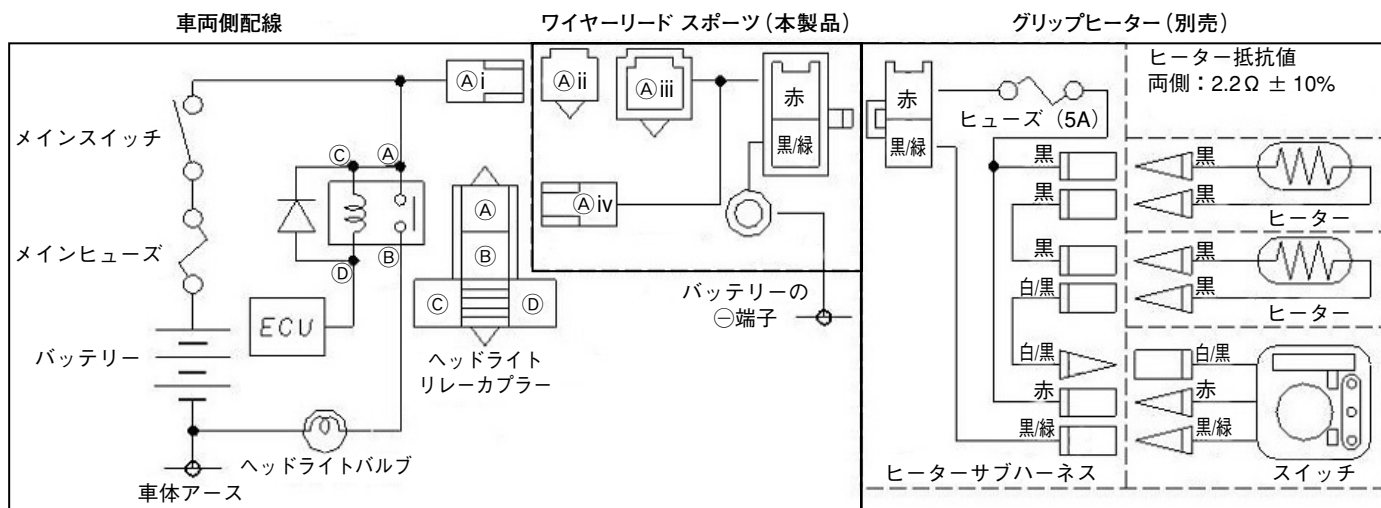 車両側配線
メインスイッチ
メインヒューズ
バッテリー
車体アース
Ⓐi
Ⓒ
Ⓐ
Ⓓ
Ⓑ
ECU
ヘッドライトバルブ
Ⓐ
Ⓑ
Ⓒ
Ⓓ
ヘッドライト
リレーカプラー
ワイヤーリード スポーツ(本製品)
Ⓐii
Ⓐiii
Ⓐiv
赤
黒/緑
バッテリーの
㊀端子
グリップヒーター(別売)
赤
黒/緑
ヒューズ(5A)
ヒーター抵抗値
両側:2.2Ω ± 10%
黒
黒
黒
白/黒
白/黒
赤
黒/緑
ヒーターサブハーネス
黒
黒
ヒーター
黒
黒
ヒーター
白/黒
赤
黒/緑
スイッチ